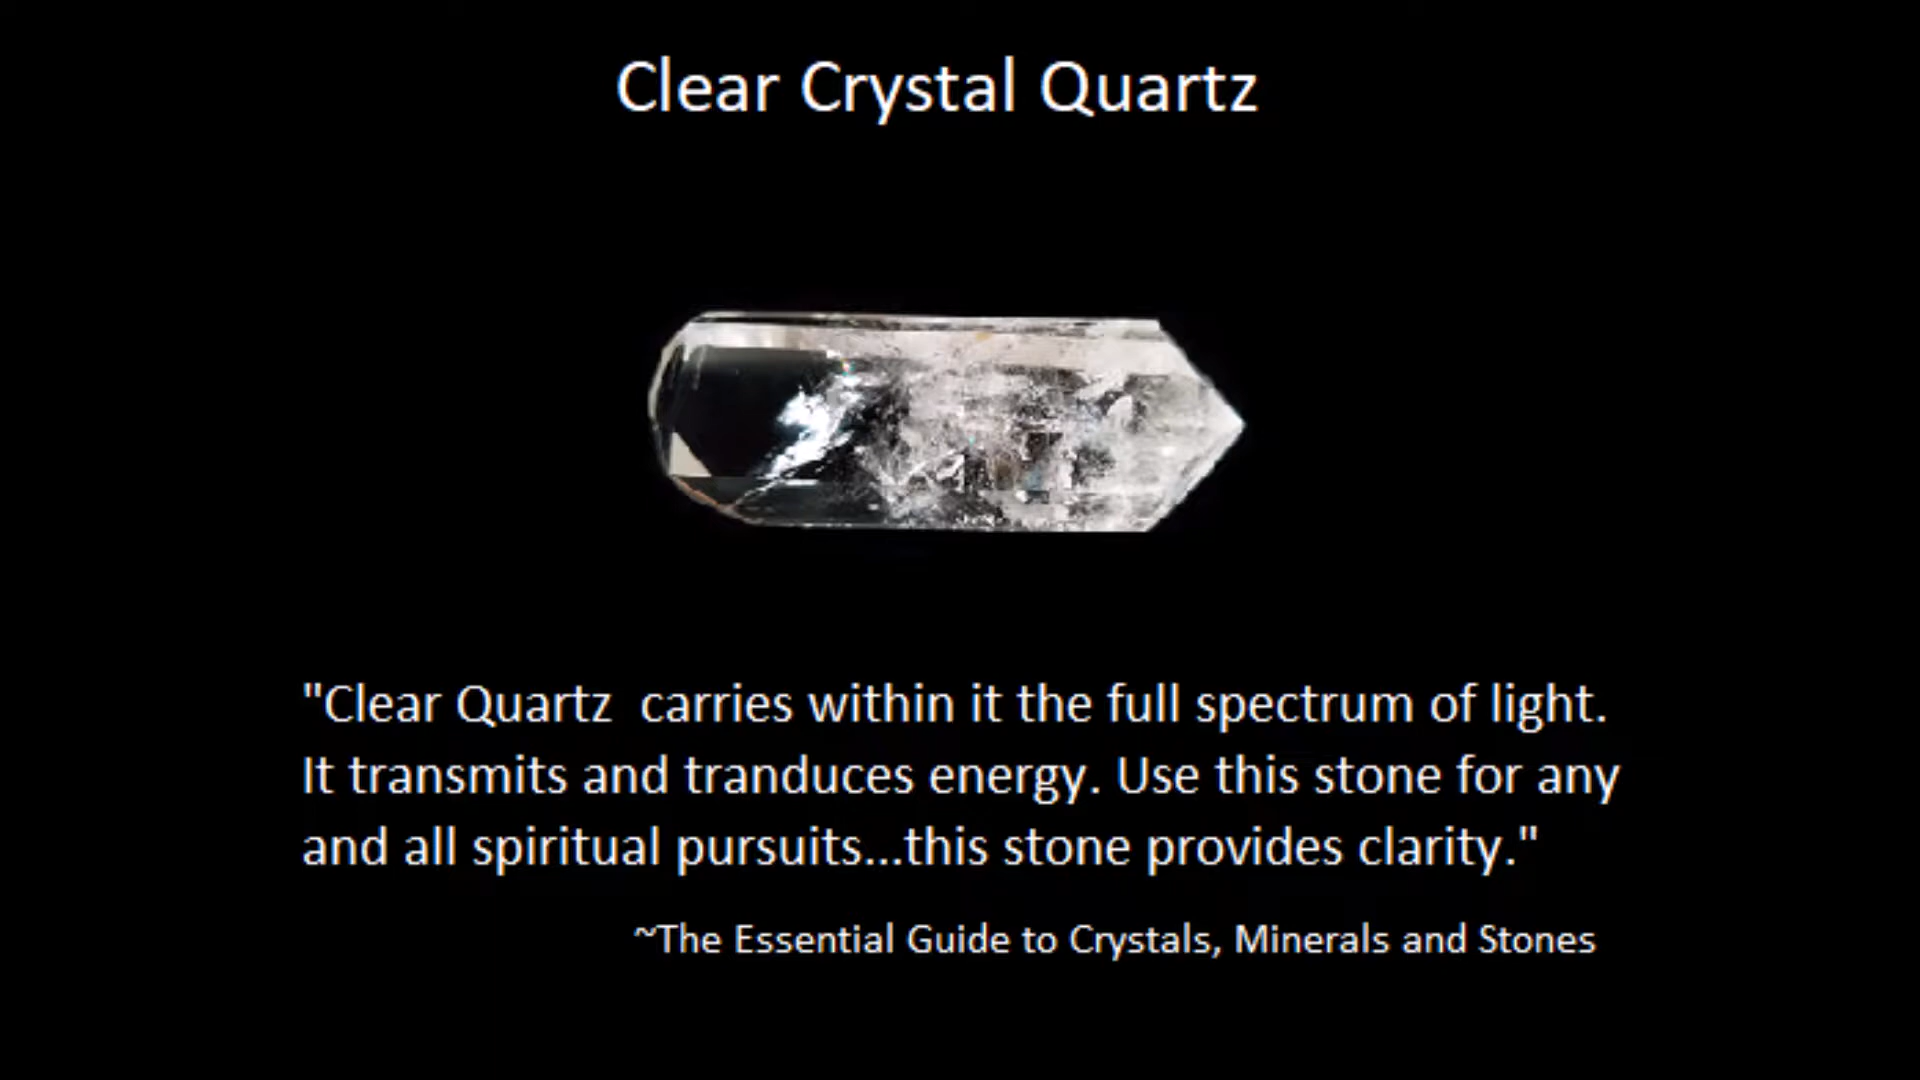 Clear Crystal Quartz
"Clear Quartz  carries within it the full spectrum of light.
It transmits and tranduces energy. Use this stone for any
and all spiritual pursuits...this stone provides clarity."
~The Essential Guide to Crystals, Minerals and Stones